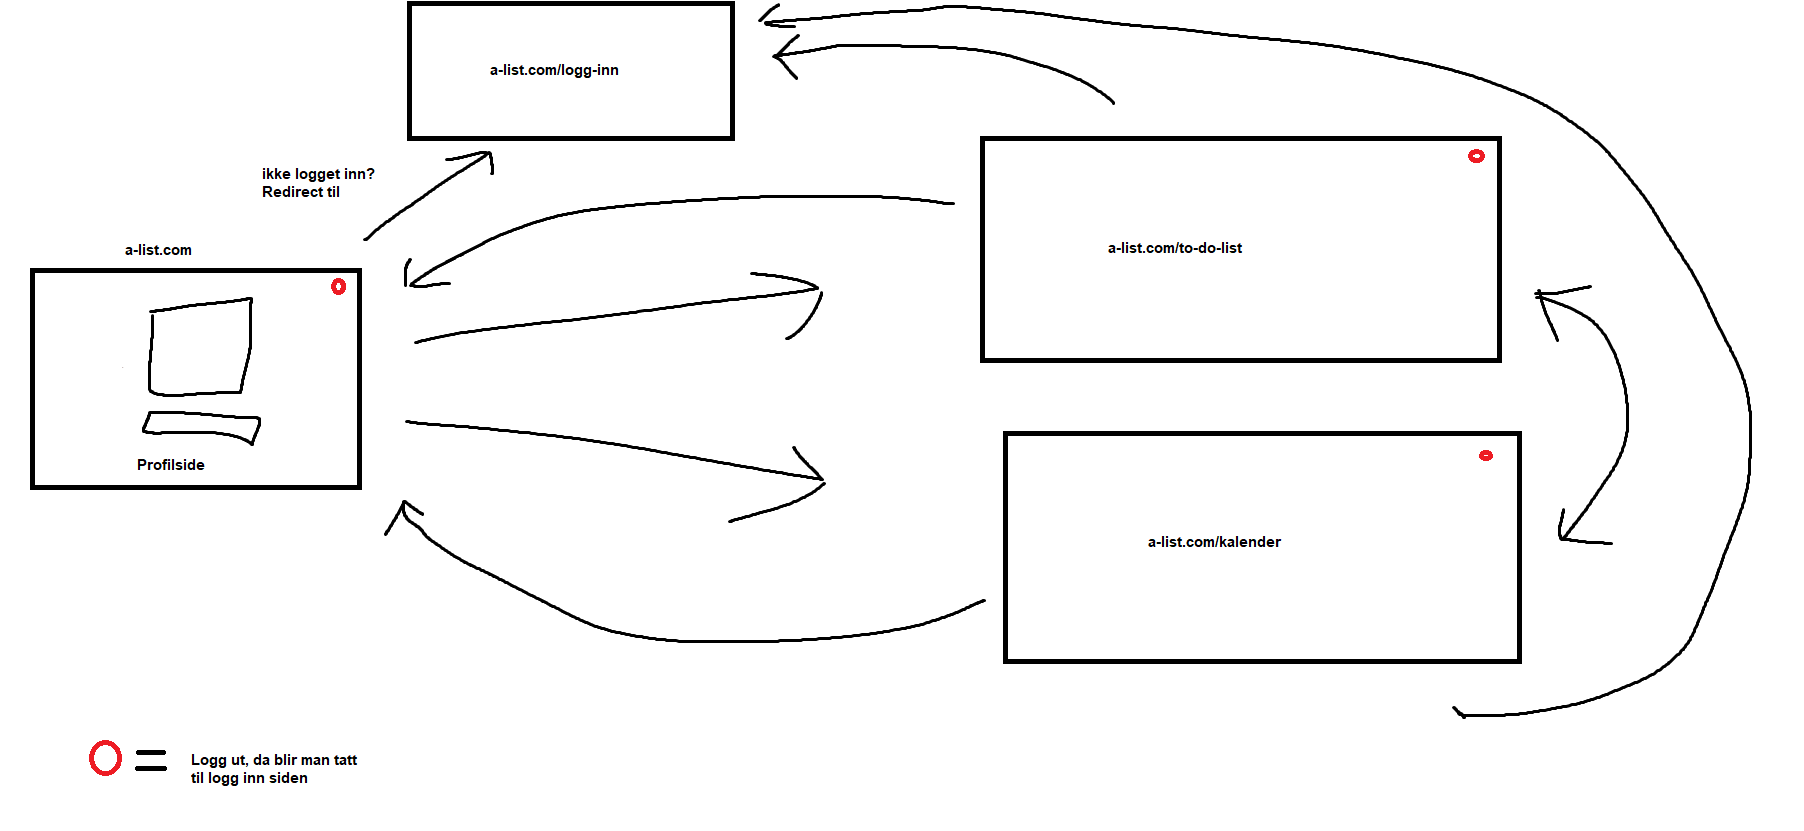 a-list.com/logg-inn
ikke logget inn?
Redirect til
a-list.com
a-list.com/to-do-list
Profilside
a-list.com/kalender
Logg ut, da blir man tatt
til logg inn siden